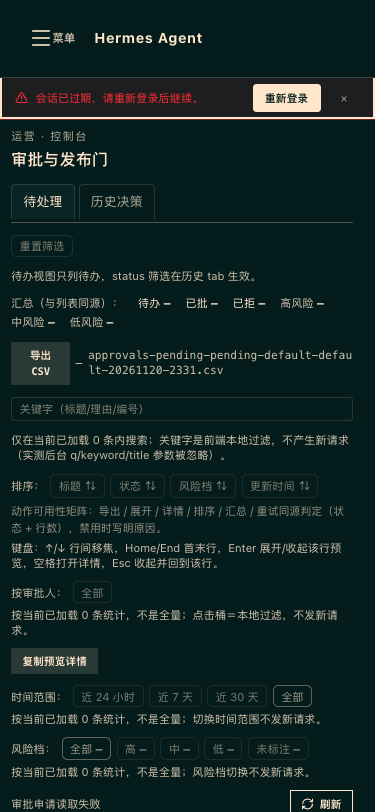 菜单 Hermes Agent
会话已过期，请重新登录后继续。 重新登录 ×
运营 · 控制台
审批与发布门
待处理 历史决策
重置筛选
待办视图只列待办，status 筛选在历史 tab 生效。
汇总（与列表同源）： 待办 — 已批 — 已拒 — 高风险 —
中风险 — 低风险 —
导出
CSV
— approvals-pending-pending-default-defau
lt-20261120-2331.csv
关键字（标题/理由/编号）
仅在当前已加载 0 条内搜索；关键字是前端本地过滤，不产生新请求
（实测后台 q/keyword/title 参数被忽略）。
排序： 标题 ⇅ 状态 ⇅ 风险档 ⇅ 更新时间 ⇅
动作可用性矩阵：导出 / 展开 / 详情 / 排序 / 汇总 / 重试同源判定（状
态 + 行数），禁用时写明原因。
键盘：↑/↓ 行间移焦，Home/End 首末行，Enter 展开/收起该行预
览，空格打开详情，Esc 收起并回到该行。
按审批人： 全部
按当前已加载 0 条统计，不是全量；点击桶＝本地过滤，不发新请
求。
复制预览详情
时间范围： 近 24 小时 近 7 天 近 30 天 全部
按当前已加载 0 条统计，不是全量；切换时间范围不发新请求。
风险档： 全部 — 高 — 中 — 低 — 未标注 —
按当前已加载 0 条统计，不是全量；风险档切换不发新请求。
审批申请读取失败 刷新